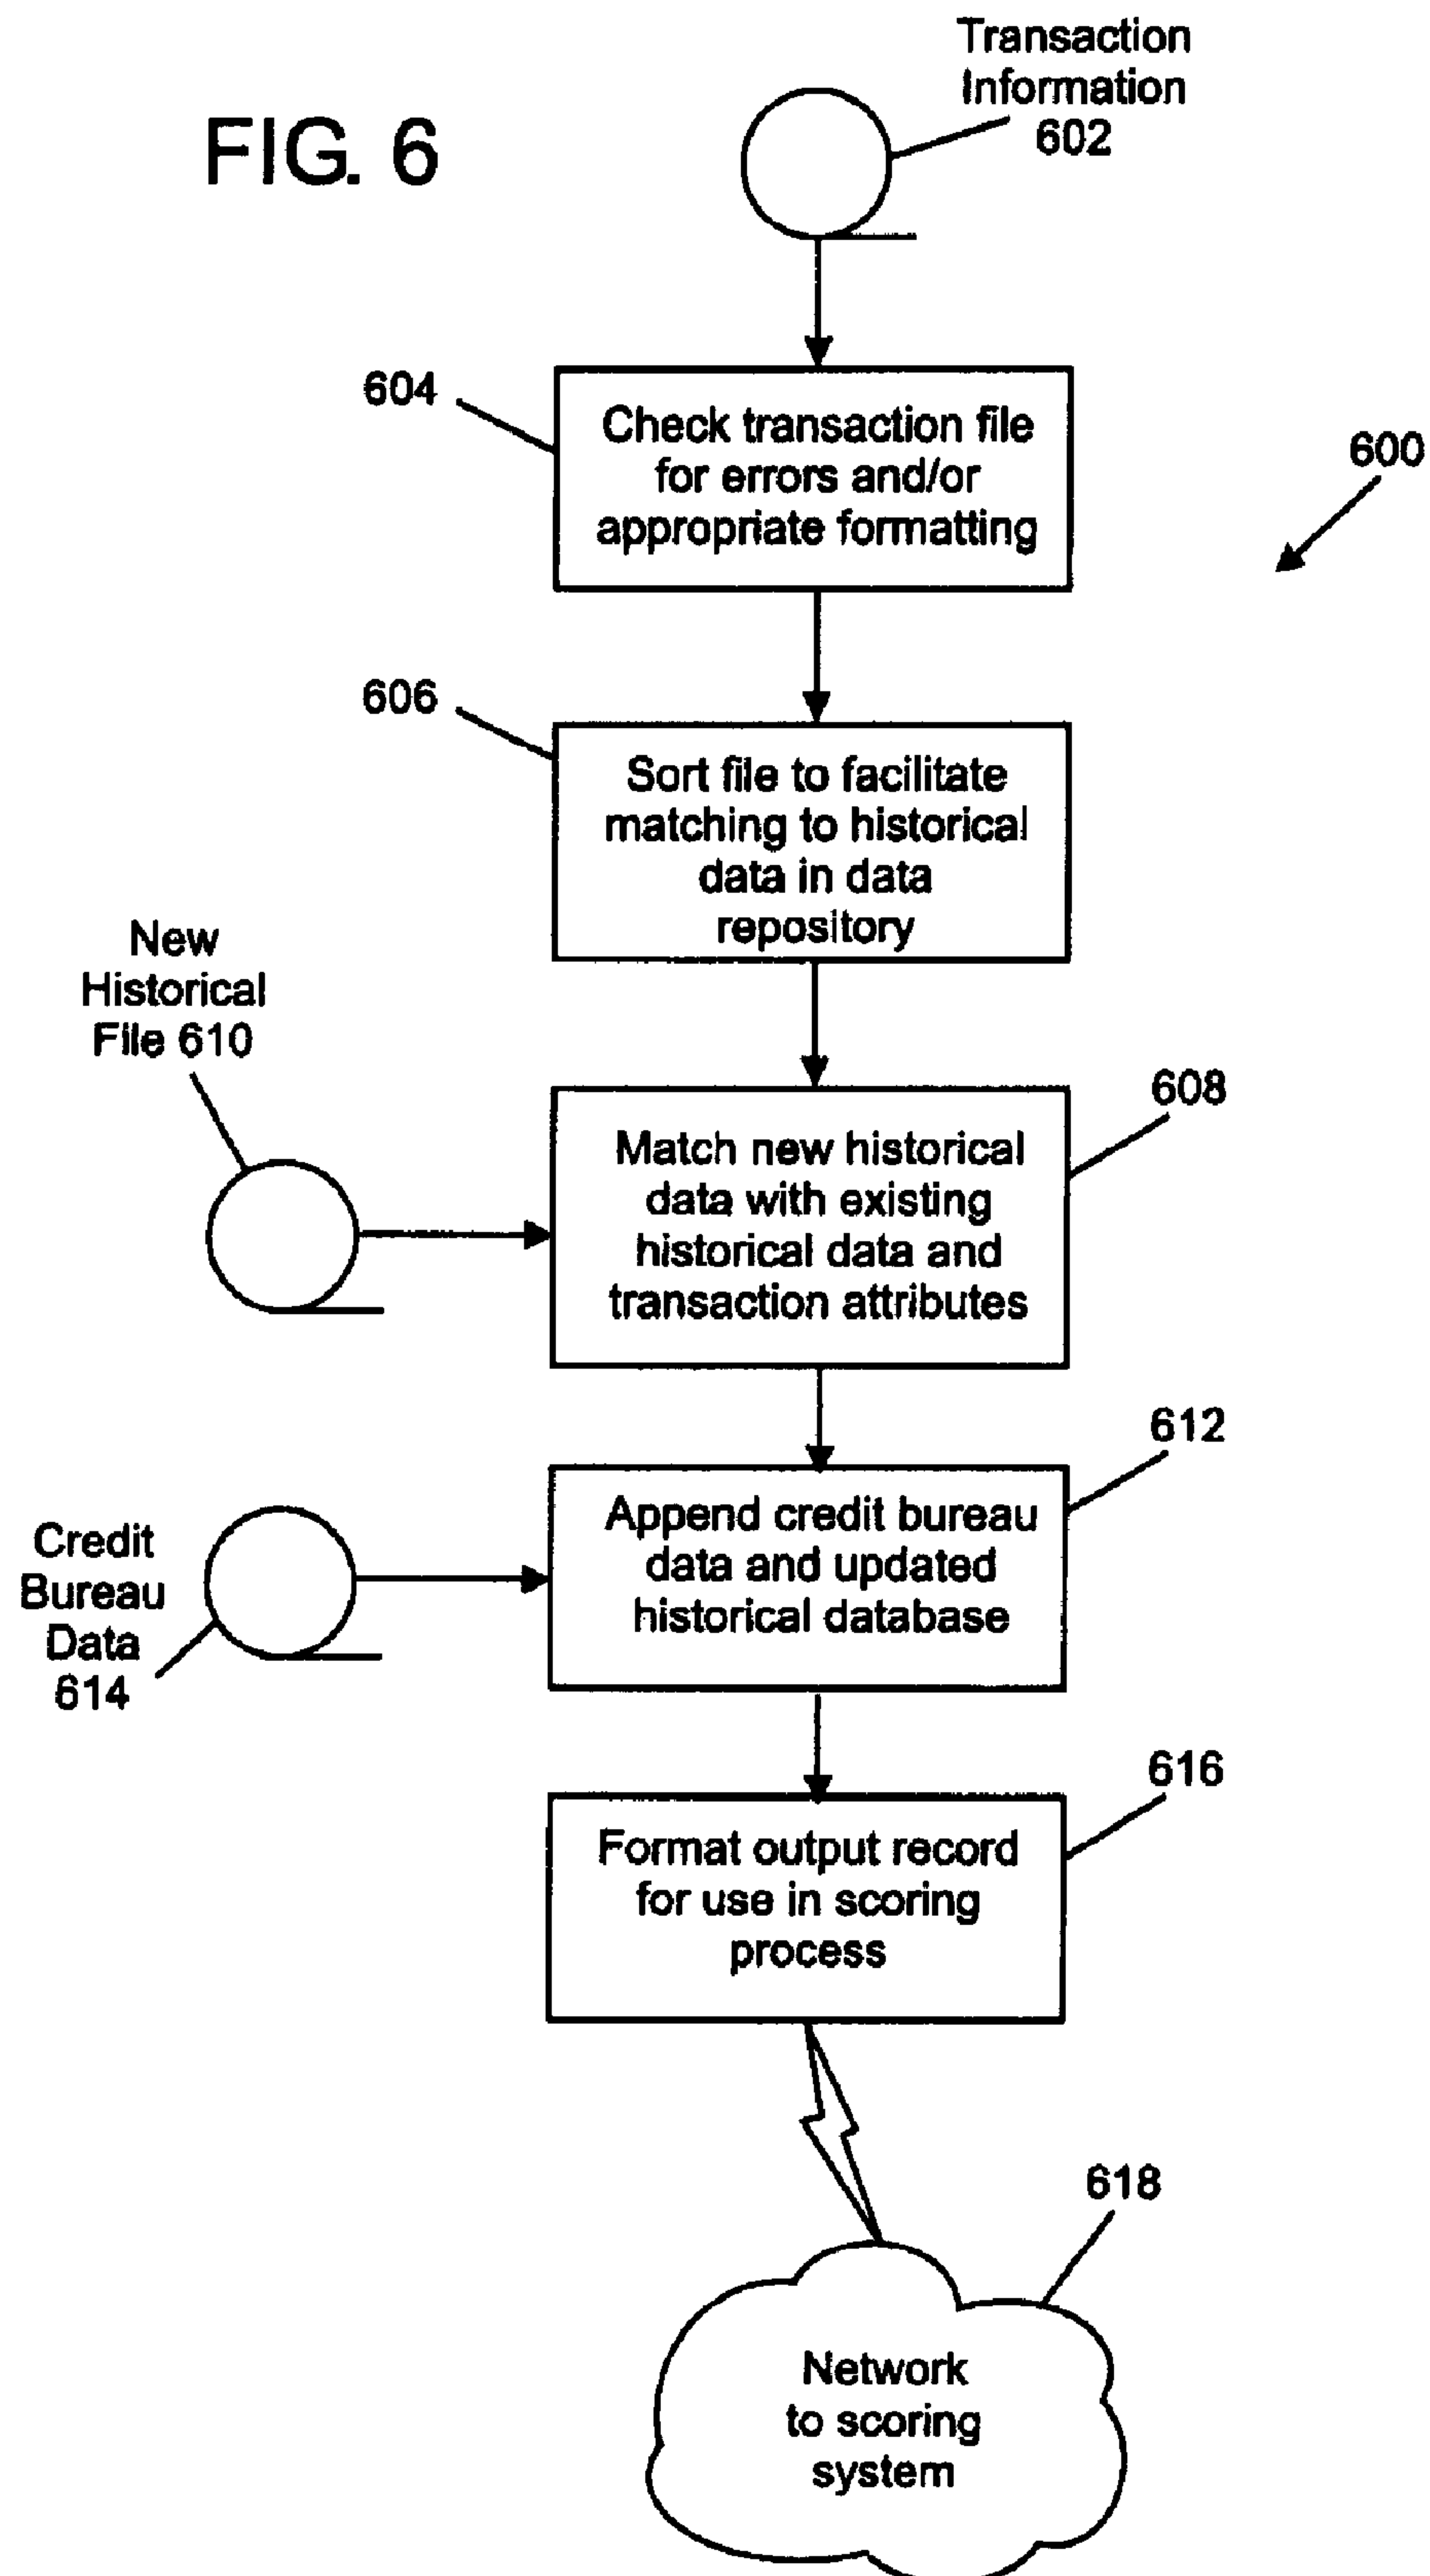 FIG. 6
Transaction
Information
602
604
Check transaction file
for errors and/or
appropriate formatting
600
606
Sort file to facilitate
matching to historical
data in data
repository
New
Historical
File 610
608
Match new historical
data with existing
historical data and
transaction attributes
612
Credit
Bureau
Data
614
Append credit bureau
data and updated
historical database
616
Format output record
for use in scoring
process
618
Network
to scoring
system